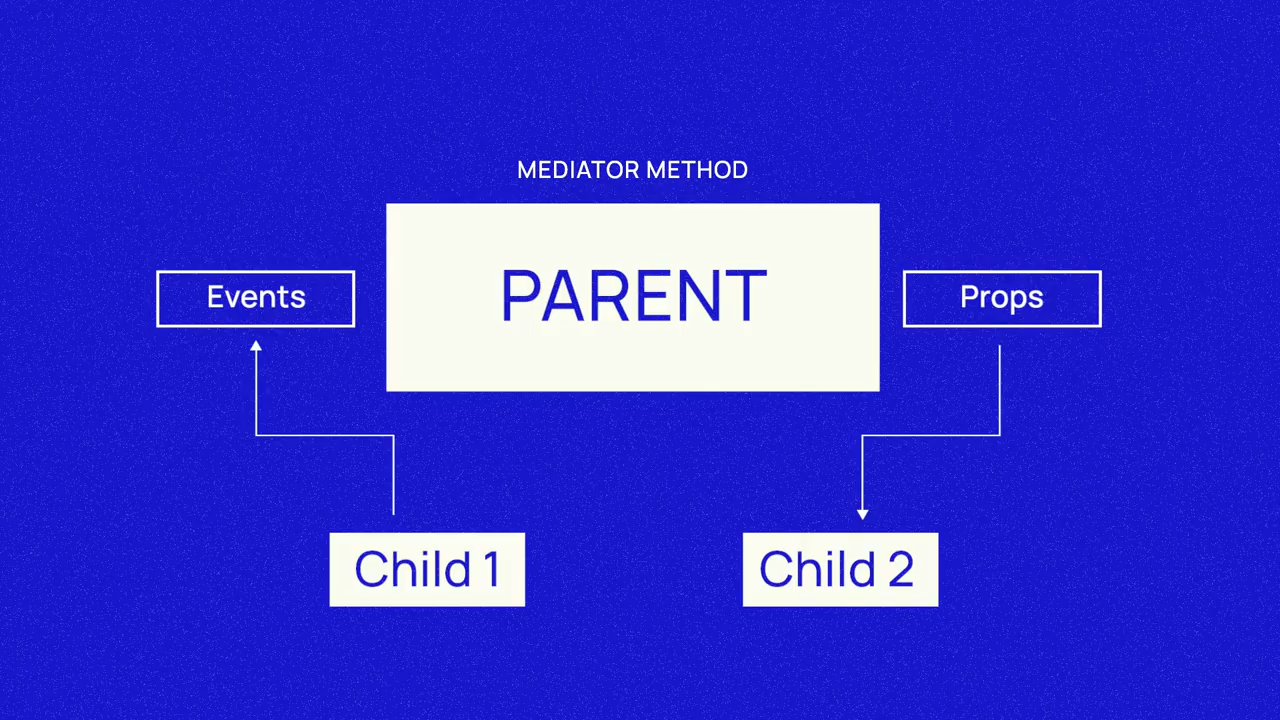 MEDIATOR METHOD
PARENT
Events
Props
Child 1
Child 2